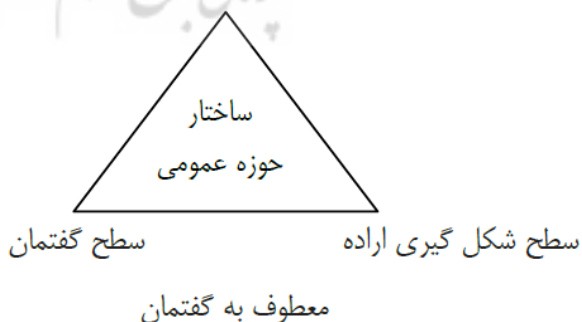 ساختار
حوزه عمومی
سطح شکل گیری اراده
سطح گفتمان
معطوف به گفتمان